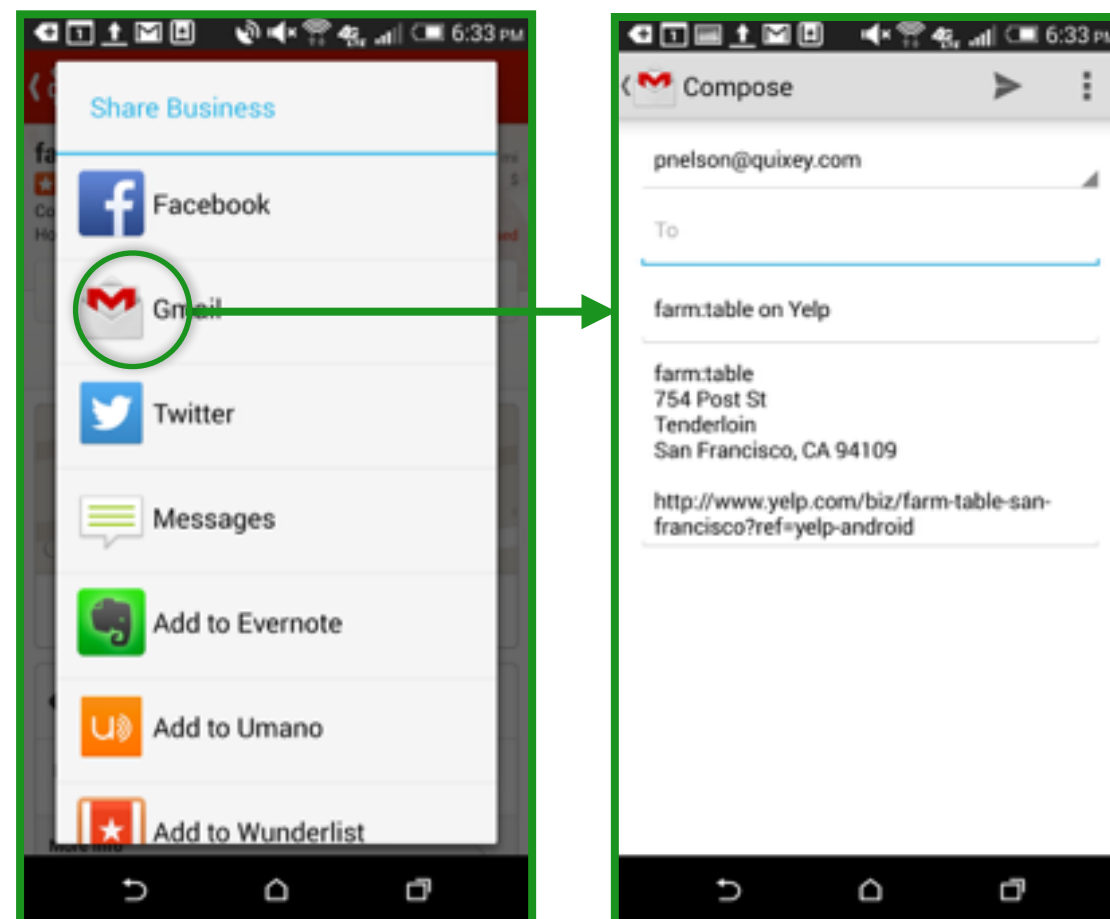 6:33 PM
Share Business
Facebook
Gmail
Twitter
Messages
Add to Evernote
Add to Umano
Add to Wunderlist
More Info
6:33 PM
Compose
pnelson@quixey.com
To
farm:table on Yelp
farm:table
754 Post St
Tenderloin
San Francisco, CA 94109
http://www.yelp.com/biz/farm-table-san-
francisco?ref=yelp-android